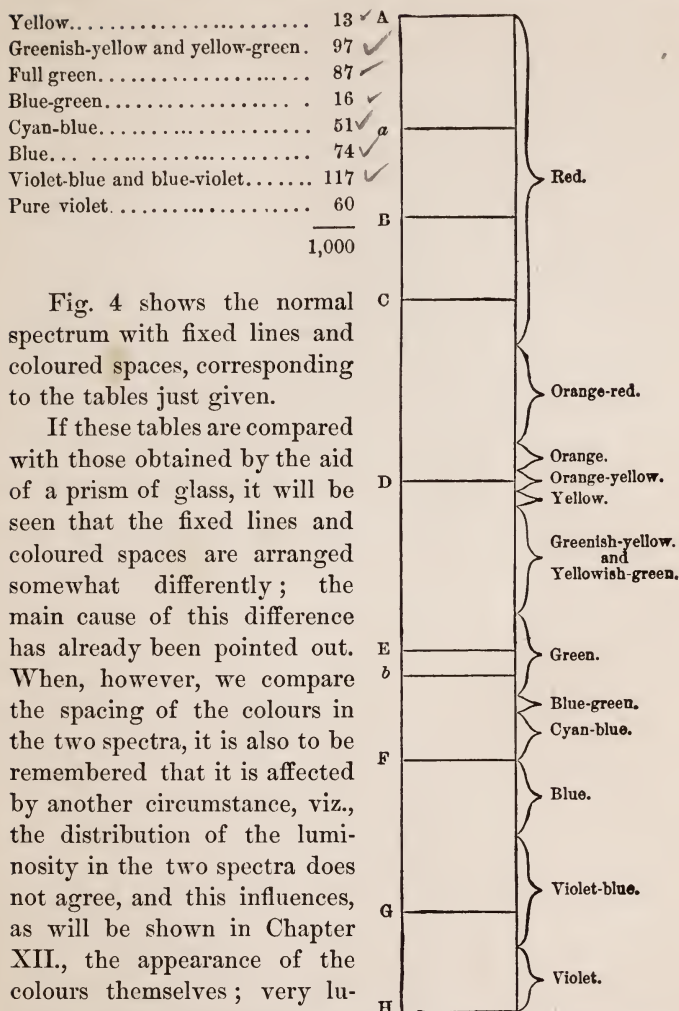 Yellow.................... 13
Greenish-yellow and yellow-green. 97
Full green.................... 87
Blue-green.................... 16
Cyan-blue.................... 51
Blue.................... 74
Violet-blue and blue-violet....... 117
Pure violet.................... 60
1,000
Fig. 4 shows the normal
spectrum with fixed lines and
coloured spaces, corresponding
to the tables just given.
If these tables are compared
with those obtained by the aid
of a prism of glass, it will be
seen that the fixed lines and
coloured spaces are arranged
somewhat differently; the
main cause of this difference
has already been pointed out.
When, however, we compare
the spacing of the colours in
the two spectra, it is also to be
remembered that it is affected
by another circumstance, viz.,
the distribution of the lumi-
nosity in the two spectra does
not agree, and this influences,
as will be shown in Chapter
XII., the appearance of the
colours themselves; very lu-
A
a
B
C
D
E
b
F
G
H
Red.
Orange-red.
Orange.
Orange-yellow.
Yellow.
Greenish-yellow.
and
Yellowish-green.
Green.
Blue-green.
Cyan-blue.
Blue.
Violet-blue.
Violet.